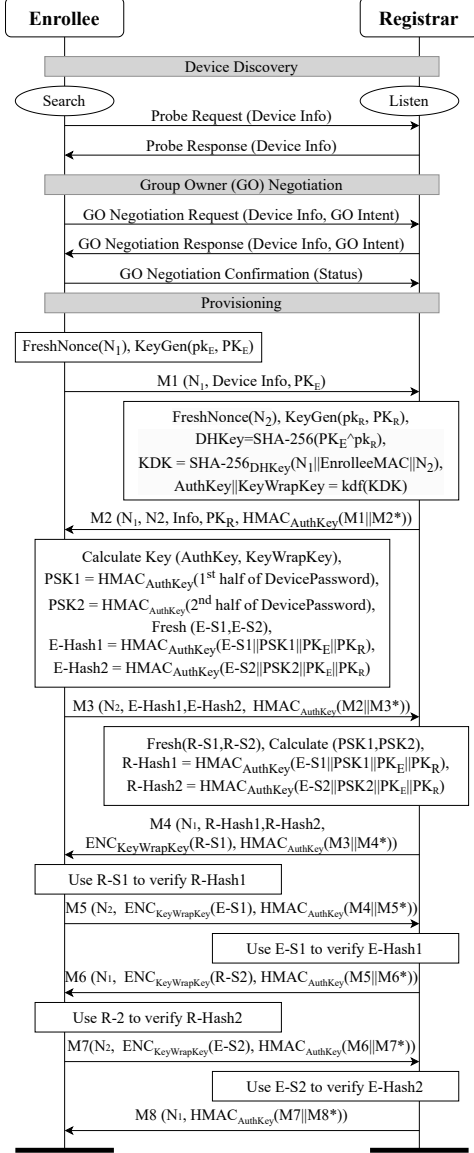 Enrollee
Registrar
Device Discovery
Search
Listen
Probe Request (Device Info)
Probe Response (Device Info)
Group Owner (GO) Negotiation
GO Negotiation Request (Device Info, GO Intent)
GO Negotiation Response (Device Info, GO Intent)
GO Negotiation Confirmation (Status)
Provisioning
FreshNonce(N1), KeyGen(pkE, PKE)
M1 (N1, Device Info, PKE)
FreshNonce(N2), KeyGen(pkR, PKR),
DHKey=SHA-256(PKE^pkR),
KDK = SHA-256DHKey(N1||EnrolleeMAC||N2),
AuthKey||KeyWrapKey = kdf(KDK)
M2 (N1, N2, Info, PKR, HMACAuthKey(M1||M2*))
Calculate Key (AuthKey, KeyWrapKey),
PSK1 = HMACAuthKey(1st half of DevicePassword),
PSK2 = HMACAuthKey(2nd half of DevicePassword),
Fresh (E-S1,E-S2),
E-Hash1 = HMACAuthKey(E-S1||PSK1||PKE||PKR),
E-Hash2 = HMACAuthKey(E-S2||PSK2||PKE||PKR)
M3 (N2, E-Hash1,E-Hash2, HMACAuthKey(M2||M3*))
Fresh(R-S1,R-S2), Calculate (PSK1,PSK2),
R-Hash1 = HMACAuthKey(E-S1||PSK1||PKE||PKR),
R-Hash2 = HMACAuthKey(E-S2||PSK2||PKE||PKR)
M4 (N1, R-Hash1,R-Hash2,
ENCKeyWrapKey(R-S1), HMACAuthKey(M3||M4*))
Use R-S1 to verify R-Hash1
M5 (N2, ENCKeyWrapKey(E-S1), HMACAuthKey(M4||M5*))
Use E-S1 to verify E-Hash1
M6 (N1, ENCKeyWrapKey(R-S2), HMACAuthKey(M5||M6*))
Use R-2 to verify R-Hash2
M7(N2, ENCKeyWrapKey(E-S2), HMACAuthKey(M6||M7*))
Use E-S2 to verify E-Hash2
M8 (N1, HMACAuthKey(M7||M8*))